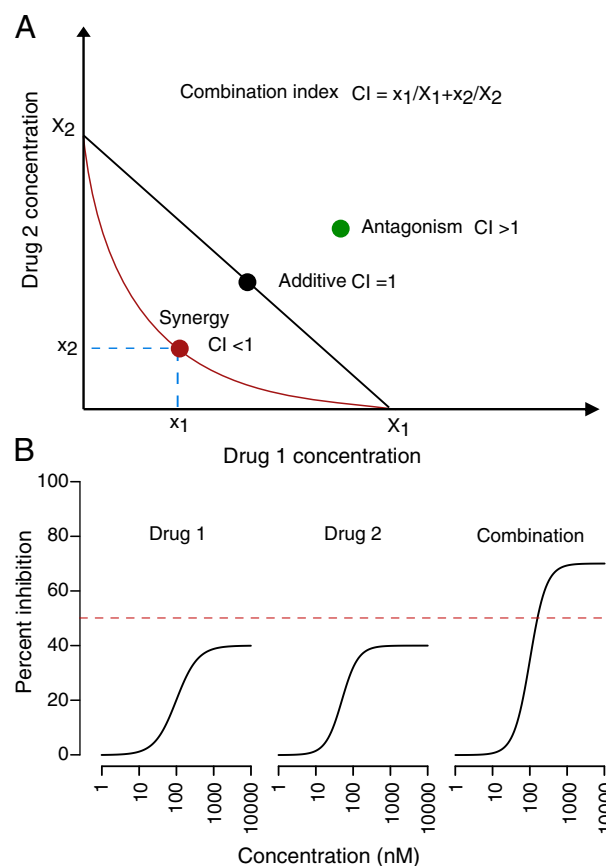 A
Combination index CI = x1/X1+x2/X2
X2
Drug 2 concentration
Antagonism CI >1
Additive CI =1
Synergy
CI <1
x2
x1
X1
Drug 1 concentration
B
100
80
60
40
20
0
Percent inhibition
Drug 1
Drug 2
Combination
1
10
100
1000
10000
1
10
100
1000
10000
1
10
100
1000
10000
Concentration (nM)